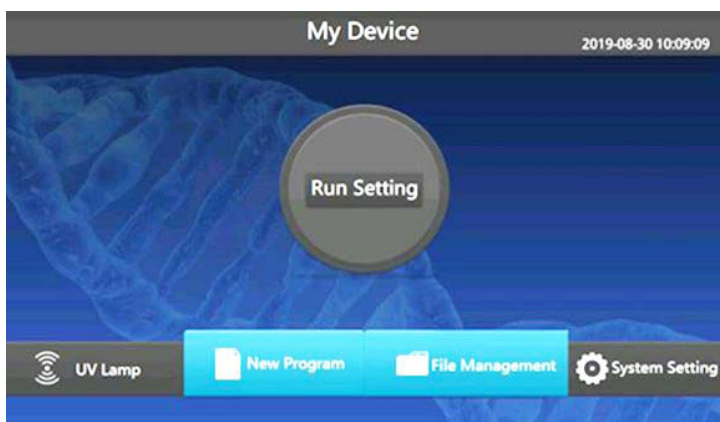 My Device
2019-08-30 10:09:09
Run Setting
UV Lamp
New Program
File Management
System Setting